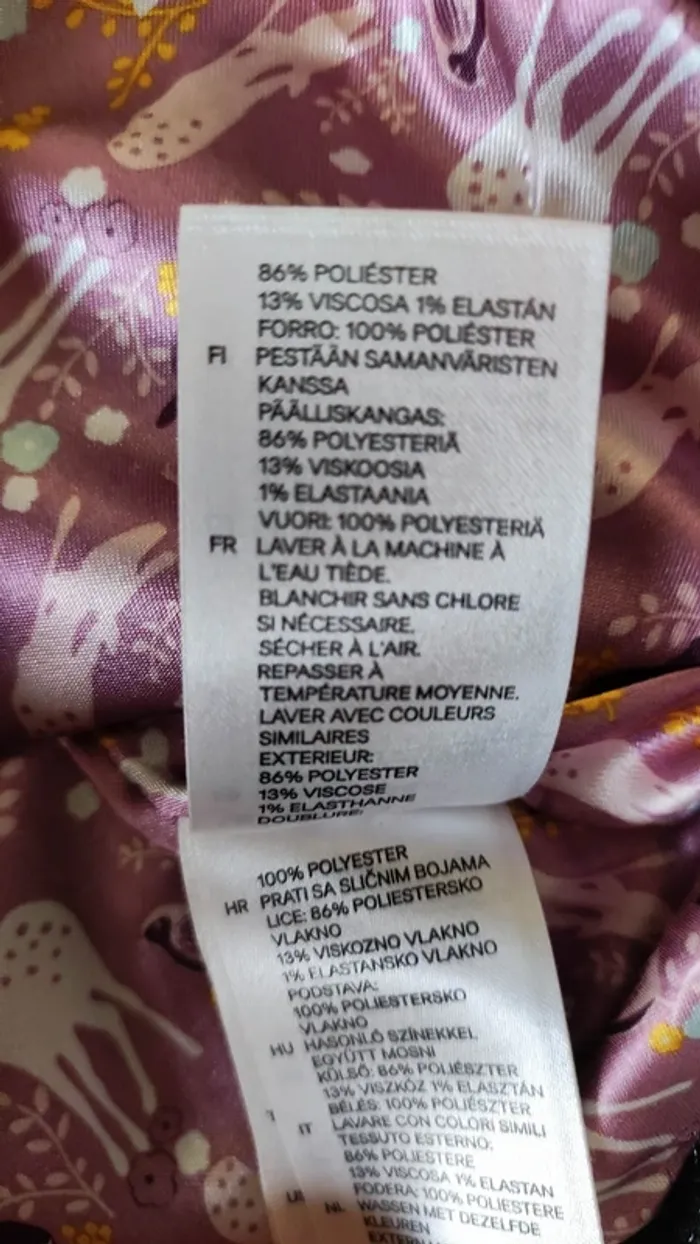 86% POLIÉSTER
13% VISCOSA 1% ELASTÁN
FORRO: 100% POLIÉSTER
FI PESTÄÄN SAMANVÄRISTEN
KANSSA
PÄÄLLISKANGAS:
86% POLYESTERIÄ
13% VISKOOSIA
1% ELASTAANIA
VUORI: 100% POLYESTERIÄ
FR LAVER À LA MACHINE À
L'EAU TIÈDE.
BLANCHIR SANS CHLORE
SI NÉCESSAIRE.
SÉCHER À L'AIR.
REPASSER À
TEMPÉRATURE MOYENNE.
LAVER AVEC COULEURS
SIMILAIRES
EXTERIEUR:
86% POLYESTER
13% VISCOSE
1% ELASTHANNE
DOUBLURE:
100% POLYESTER
HR PRATI SA SLIČNIM BOJAMA
LICE: 86% POLIESTERSKO
VLAKNO
13% VISKOZNO VLAKNO
1% ELASTANSKO VLAKNO
PODSTAVA:
100% POLIESTERSKO
VLAKNO
HU HASONLÓ SZÍNEKKEL
EGYÜTT MOSNI
KÜLSŐ: 86% POLIÉSZTER
13% VISZKÓZ 1% ELASZTÁN
BÉLÉS: 100% POLIÉSZTER
IT LAVARE CON COLORI SIMILI
TESSUTO ESTERNO:
86% POLIESTERE
13% VISCOSA 1% ELASTAN
FODERA: 100% POLIESTERE
NL WASSEN MET DEZELFDE
KLEUREN